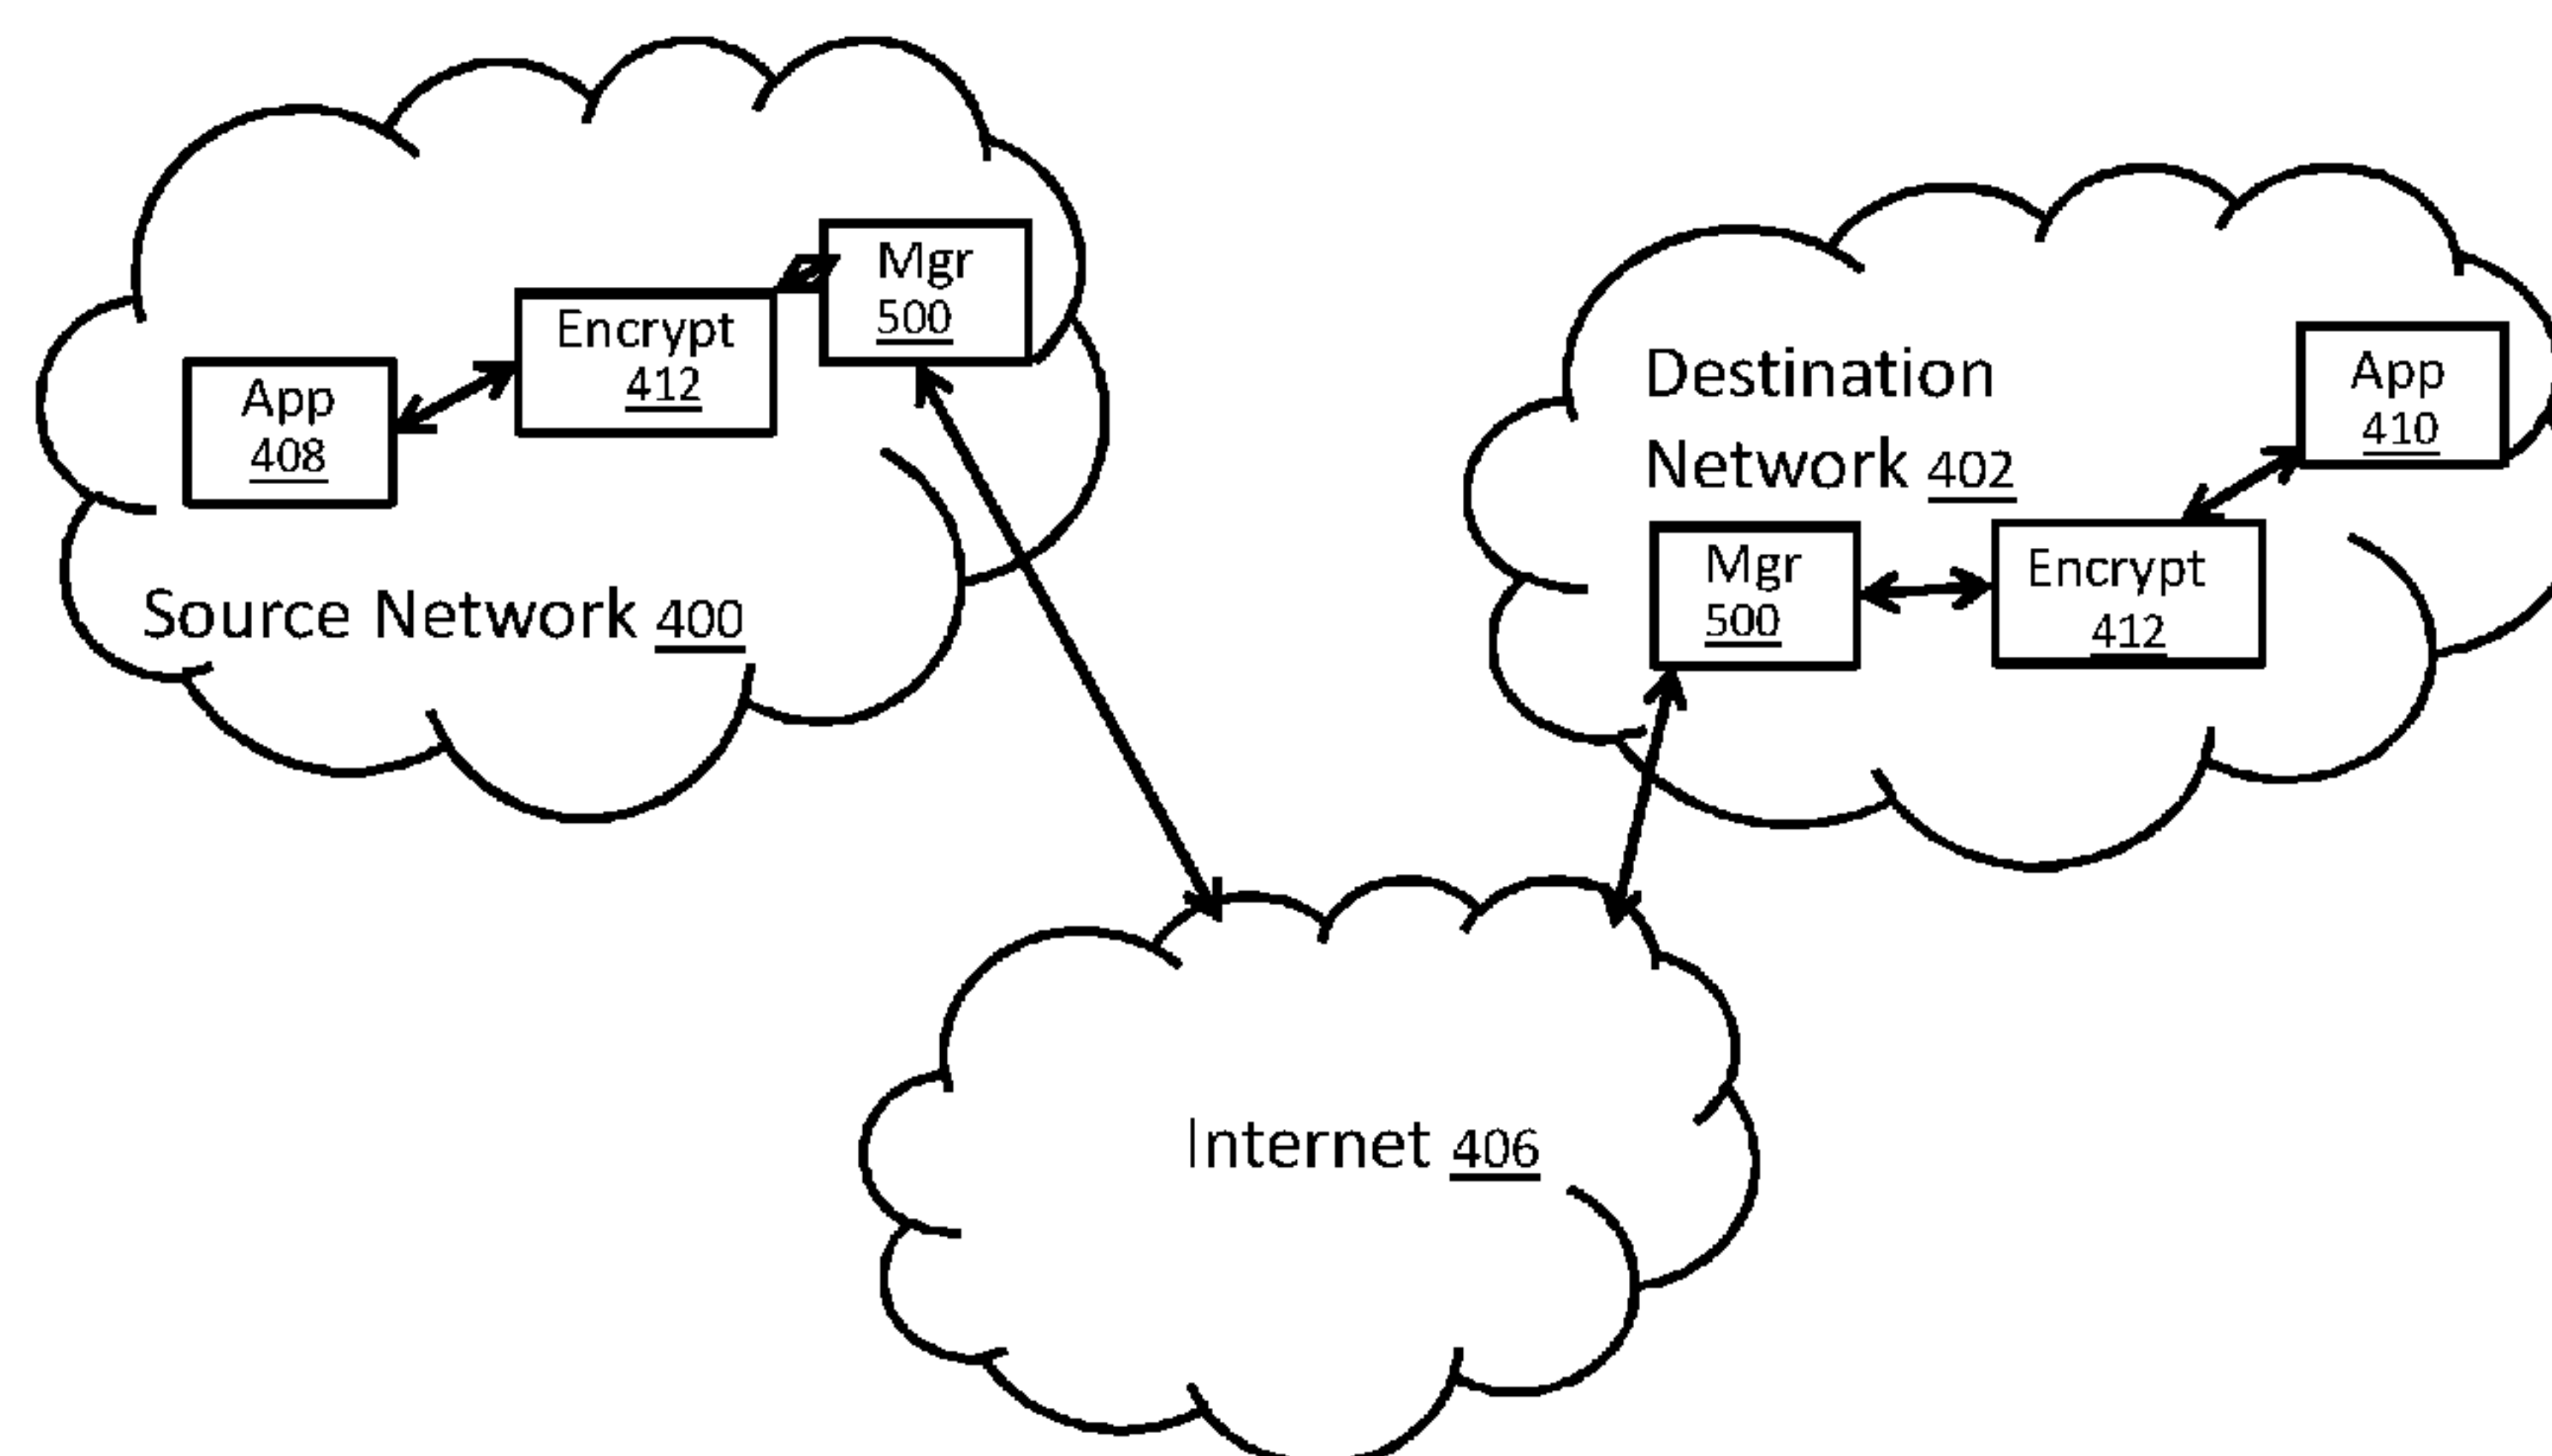 Mgr
500
Encrypt
412
App
408
Source Network 400
Destination
Network 402
App
410
Mgr
500
Encrypt
412
Internet 406